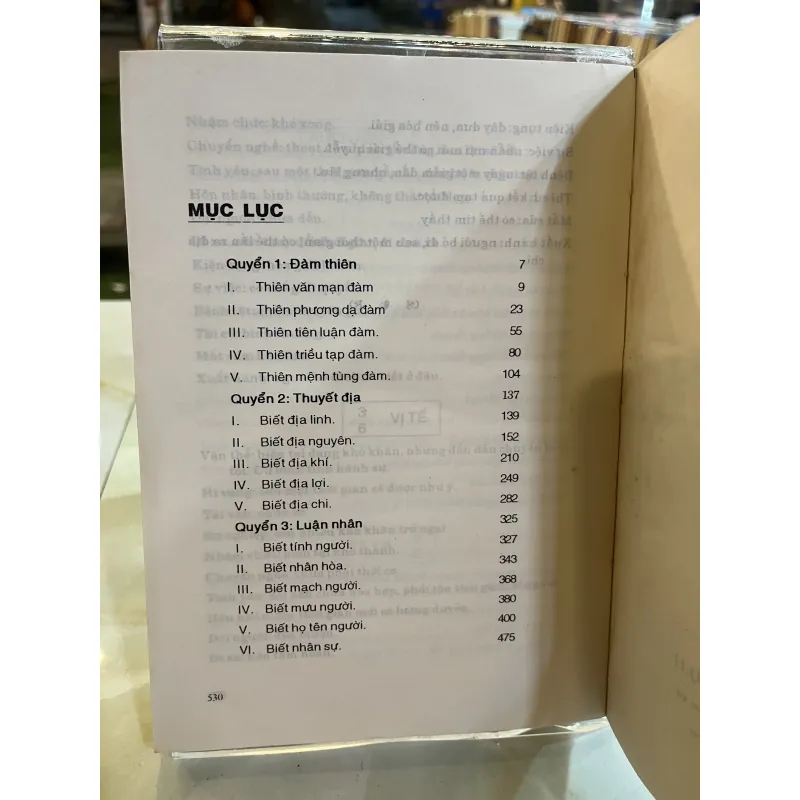 MỤC LỤC
Quyển 1: Đàm thiên 7
I. Thiên văn mạn đàm 9
II. Thiên phương dạ đàm 23
III. Thiên tiên luận đàm. 55
IV. Thiên triều tạp đàm. 80
V. Thiên mệnh tùng đàm. 104
Quyển 2: Thuyết địa 137
I. Biết địa linh. 139
II. Biết địa nguyên. 152
III. Biết địa khí. 210
IV. Biết địa lợi. 249
V. Biết địa chi. 282
Quyển 3: Luận nhân 325
I. Biết tính người. 327
II. Biết nhân hòa. 343
III. Biết mạch người. 368
IV. Biết mưu người. 380
V. Biết họ tên người. 400
VI. Biết nhân sự. 475
530